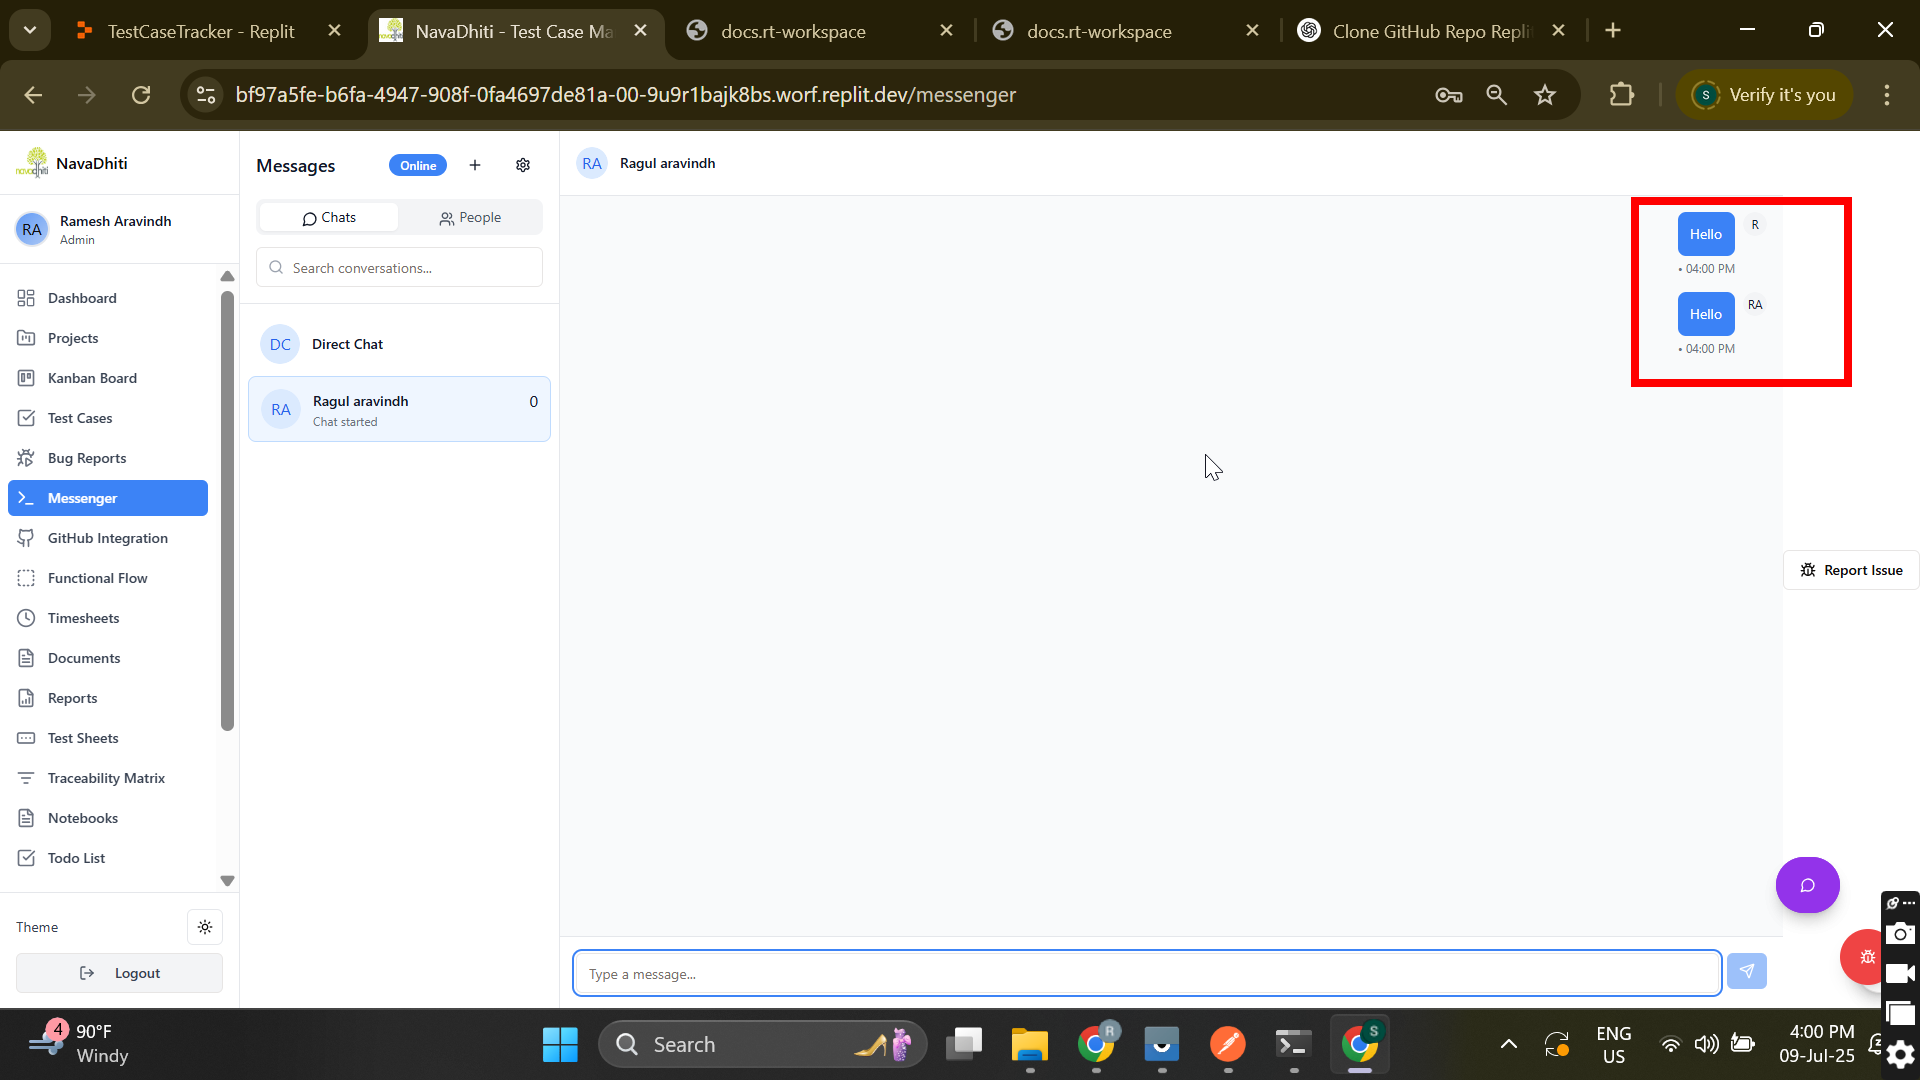 TestCaseTracker - Replit
NavaDhiti - Test Case Ma
docs.rt-workspace
docs.rt-workspace
Clone GitHub Repo Repli
bf97a5fe-b6fa-4947-908f-0fa4697de81a-00-9u9r1bajk8bs.worf.replit.dev/messenger
S
Verify it's you
NavaDhiti
RA
Ramesh Aravindh
Admin
Dashboard
Projects
Kanban Board
Test Cases
Bug Reports
Messenger
GitHub Integration
Functional Flow
Timesheets
Documents
Reports
Test Sheets
Traceability Matrix
Notebooks
Todo List
Theme
Logout
Messages
Online
Chats
People
Search conversations...
DC
Direct Chat
RA
Ragul aravindh
0
Chat started
RA
Ragul aravindh
Hello
R
• 04:00 PM
Hello
RA
• 04:00 PM
Report Issue
Type a message...
4
90°F
Windy
Search
R
S
ENG
US
4:00 PM
09-Jul-25